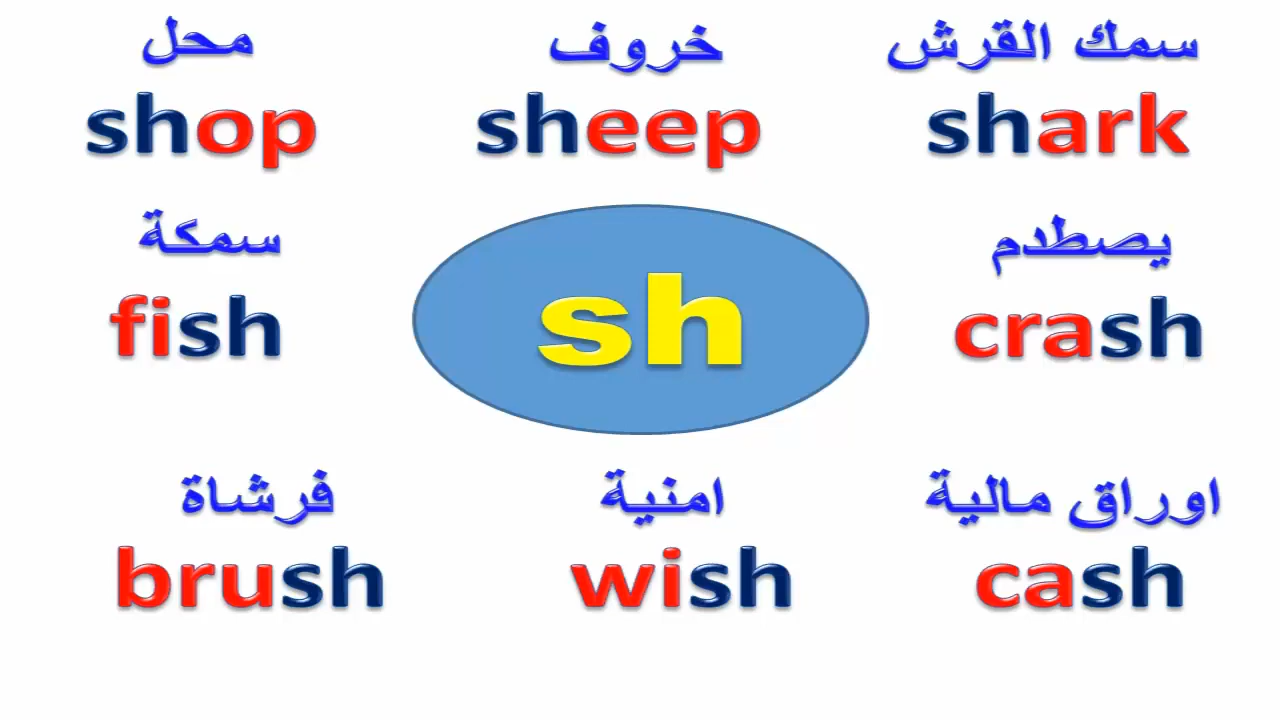 محل
shop
خروف
sheep
سمك القرش
shark
سمكة
fish
sh
يصطدم
crash
فرشاة
brush
امنية
wish
اوراق مالية
cash